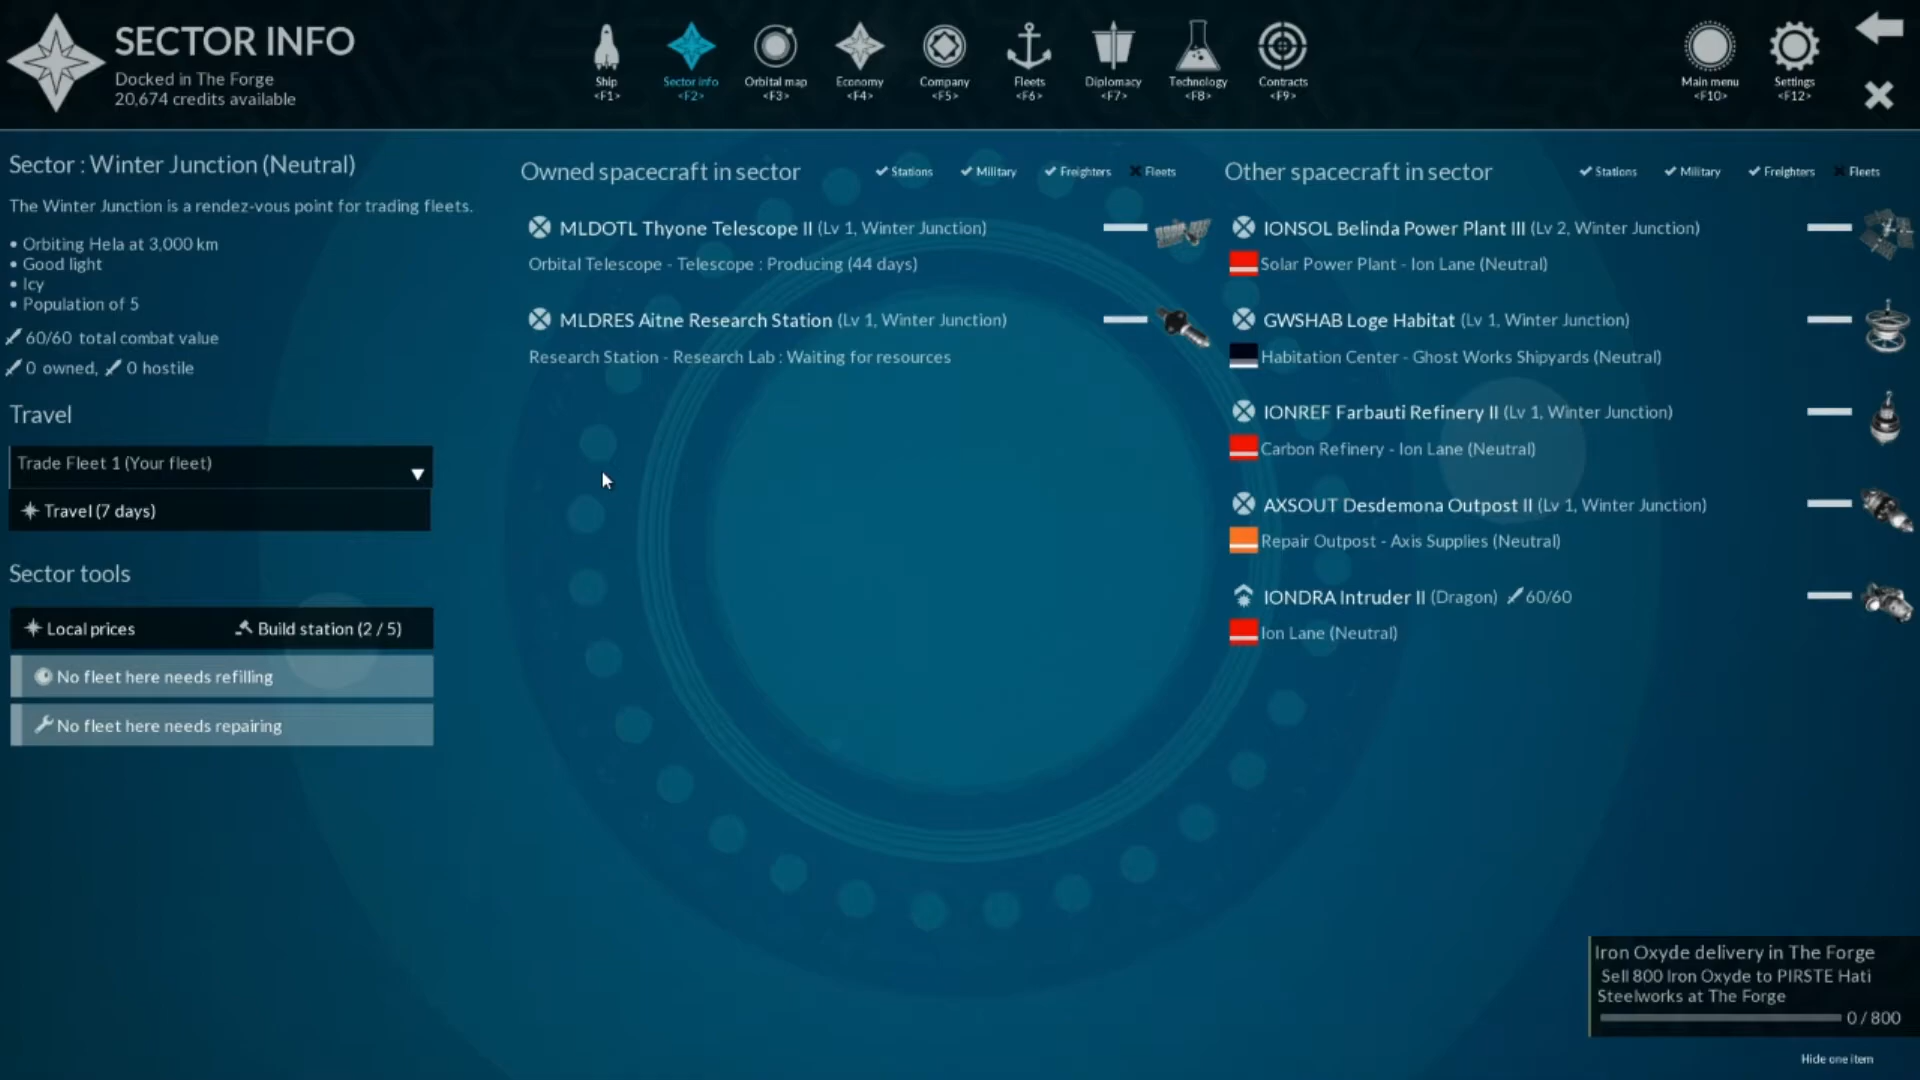 SECTOR INFO
Docked in The Forge
20,674 credits available
Ship
<F1>
Sector info
<F2>
Orbital map
<F3>
Economy
<F4>
Company
<F5>
Fleets
<F6>
Diplomacy
<F7>
Technology
<F8>
Contracts
<F9>
Main menu
<F10>
Settings
<F12>
Sector : Winter Junction (Neutral)
The Winter Junction is a rendez-vous point for trading fleets.
• Orbiting Hela at 3,000 km
• Good light
• Icy
• Population of 5
60/60 total combat value
0 owned, 0 hostile
Travel
Trade Fleet 1 (Your fleet)
Travel (7 days)
Sector tools
Local prices
Build station (2 / 5)
No fleet here needs refilling
No fleet here needs repairing
Owned spacecraft in sector
Stations
Military
Freighters
Fleets
MLDOTL Thyone Telescope II (Lv 1, Winter Junction)
Orbital Telescope - Telescope : Producing (44 days)
MLDRES Aitne Research Station (Lv 1, Winter Junction)
Research Station - Research Lab : Waiting for resources
Other spacecraft in sector
Stations
Military
Freighters
Fleets
IONSOL Belinda Power Plant III (Lv 2, Winter Junction)
Solar Power Plant - Ion Lane (Neutral)
GWSHAB Loge Habitat (Lv 1, Winter Junction)
Habitation Center - Ghost Works Shipyards (Neutral)
IONREF Farbauti Refinery II (Lv 1, Winter Junction)
Carbon Refinery - Ion Lane (Neutral)
AXSOUT Desdemona Outpost II (Lv 1, Winter Junction)
Repair Outpost - Axis Supplies (Neutral)
IONDRA Intruder II (Dragon) 60/60
Ion Lane (Neutral)
Iron Oxyde delivery in The Forge
Sell 800 Iron Oxyde to PIRSTE Hati
Steelworks at The Forge
0 / 800
Hide one item